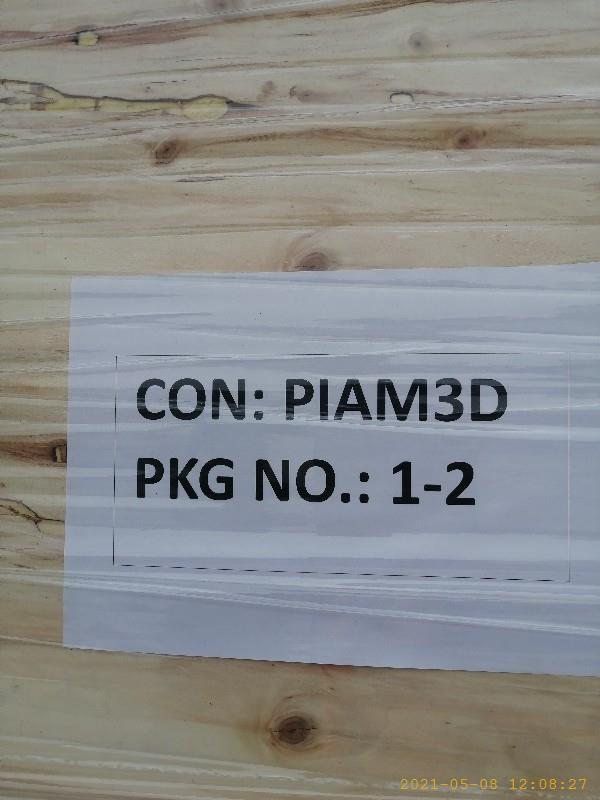 CON: PIAM3D
PKG NO.: 1-2
2021-05-08 12:08:27